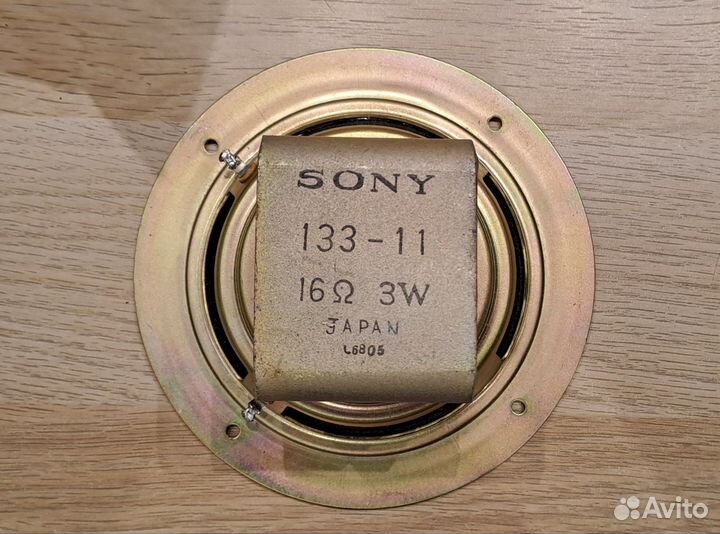 SONY
133-11
16Ω 3W
JAPAN
L6805
Avito